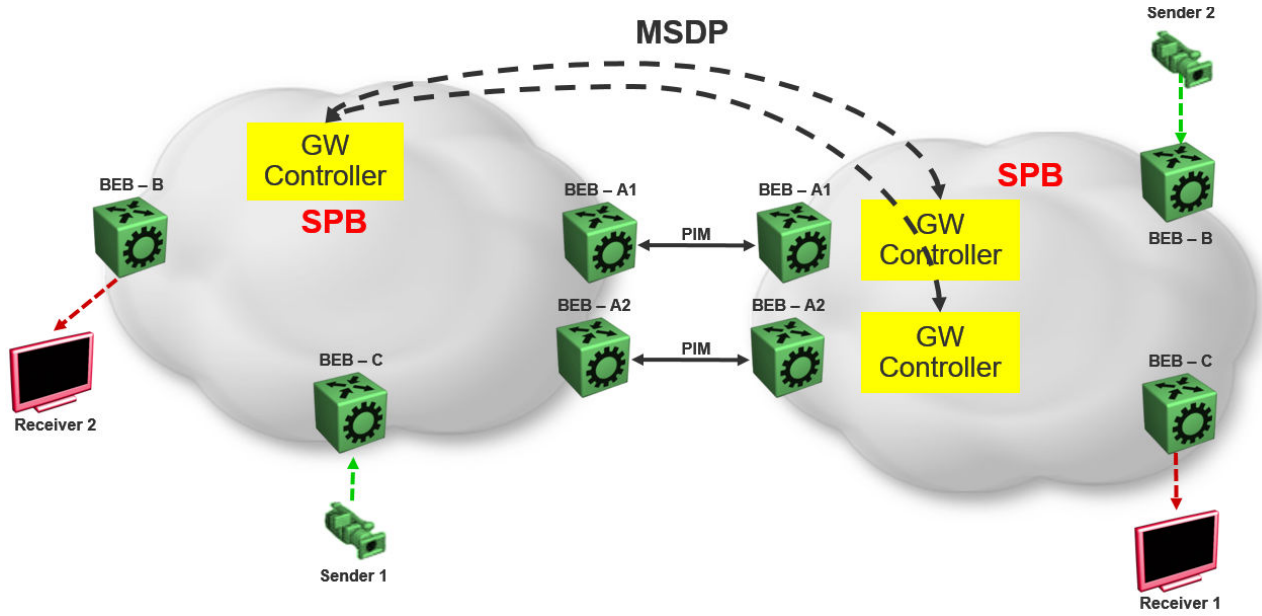 Sender 2
MSDP
GW
Controller
SPB
BEB – B
BEB – A1
PIM
BEB – A1
SPB
GW
Controller
BEB – B
BEB – A2
PIM
BEB – A2
GW
Controller
BEB – C
BEB – C
Receiver 2
Sender 1
Receiver 1